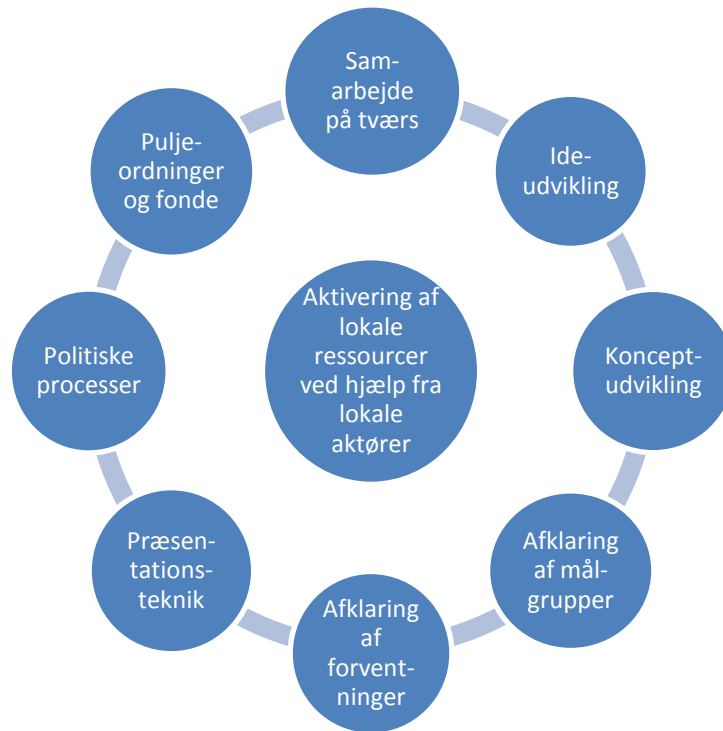 Sam-
arbejde
på tværs
Ide-
udvikling
Koncept-
udvikling
Afklaring
af mål-
grupper
Afklaring
af
forvent-
ninger
Præsen-
tations-
teknik
Politiske
processer
Pulje-
ordninger
og fonde
Aktivering af
lokale
ressourcer
ved hjælp fra
lokale
aktører